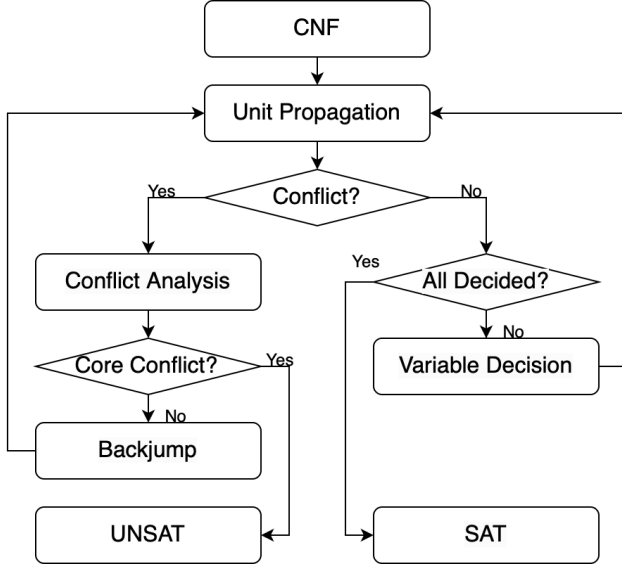 CNF
Unit Propagation
Conflict?
Yes
No
Conflict Analysis
All Decided?
Yes
No
Core Conflict?
Yes
No
Variable Decision
Backjump
UNSAT
SAT